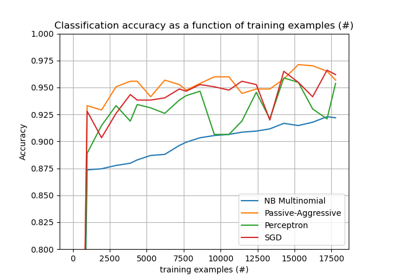 Classification accuracy as a function of training examples (#)
1.000
0.975
0.950
0.925
0.900
0.875
0.850
0.825
0.800
Accuracy
NB Multinomial
Passive-Aggressive
Perceptron
SGD
0 2500 5000 7500 10000 12500 15000 17500
training examples (#)